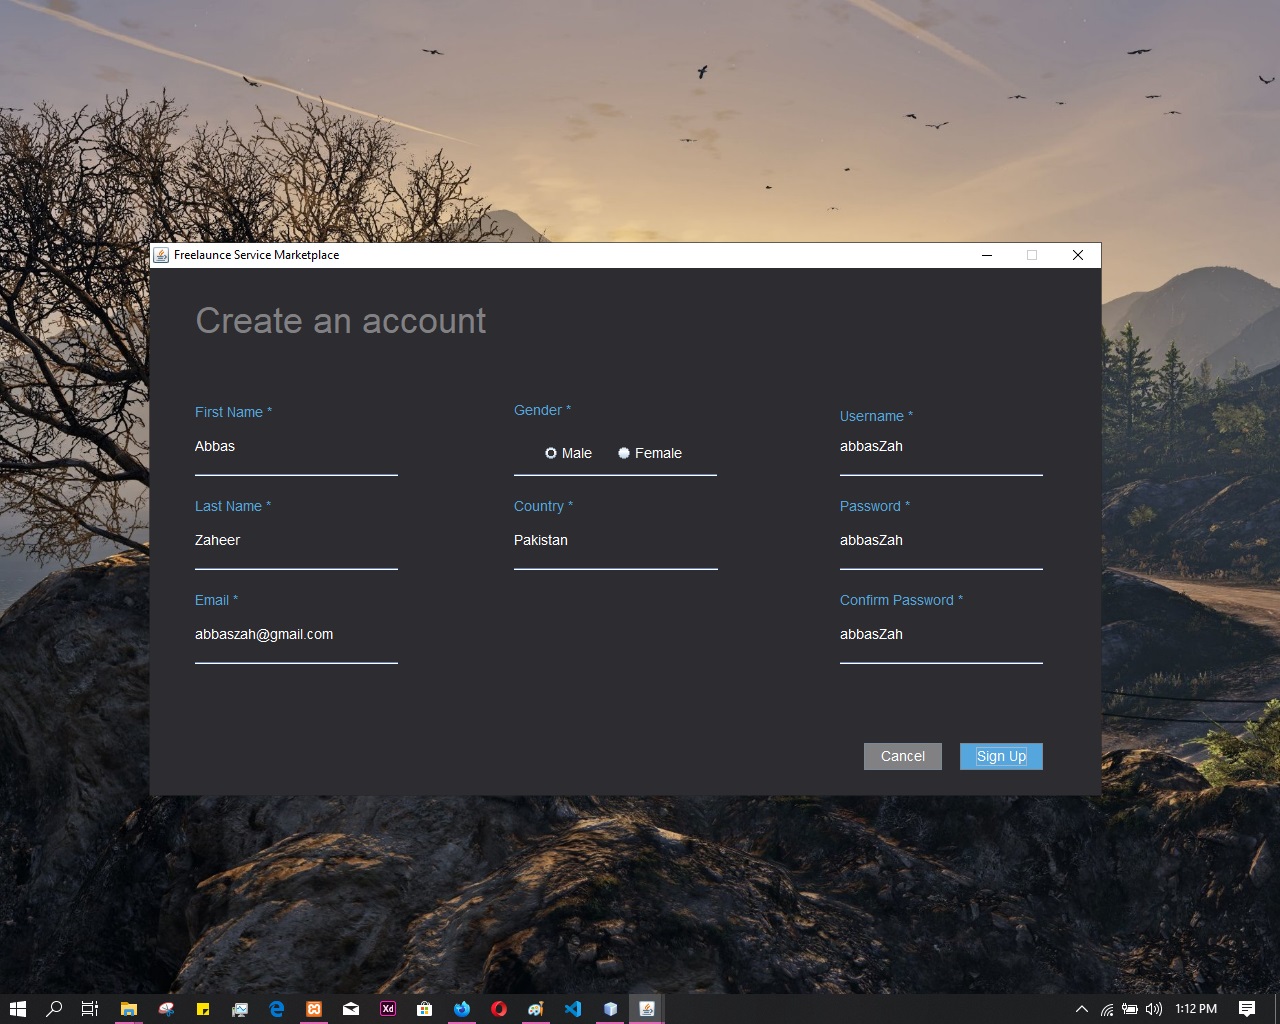 Freelaunce Service Marketplace
Create an account
First Name *
Abbas
Gender *
Male
Female
Username *
abbasZah
Last Name *
Zaheer
Country *
Pakistan
Password *
abbasZah
Email *
abbaszah@gmail.com
Confirm Password *
abbasZah
Cancel
Sign Up
Xd
1:12 PM